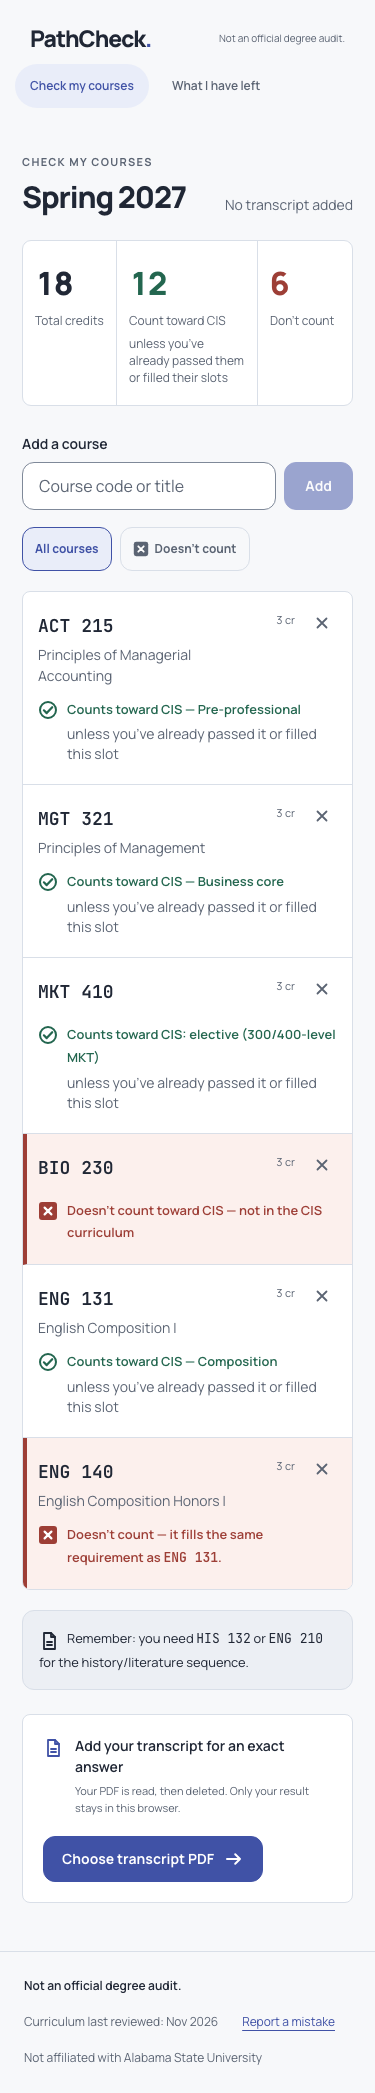 PathCheck.
Not an official degree audit.
Check my courses
What I have left
CHECK MY COURSES
Spring 2027
No transcript added
18
Total credits
12
Count toward CIS
unless you've
already passed them
or filled their slots
6
Don't count
Add a course
Course code or title
Add
All courses
Doesn't count
ACT 215
3 cr
Principles of Managerial
Accounting
Counts toward CIS — Pre-professional
unless you've already passed it or filled
this slot
MGT 321
3 cr
Principles of Management
Counts toward CIS — Business core
unless you've already passed it or filled
this slot
MKT 410
3 cr
Counts toward CIS: elective (300/400-level
MKT)
unless you've already passed it or filled
this slot
BIO 230
3 cr
Doesn't count toward CIS — not in the CIS
curriculum
ENG 131
3 cr
English Composition I
Counts toward CIS — Composition
unless you've already passed it or filled
this slot
ENG 140
3 cr
English Composition Honors I
Doesn't count — it fills the same
requirement as ENG 131.
Remember: you need HIS 132 or ENG 210
for the history/literature sequence.
Add your transcript for an exact
answer
Your PDF is read, then deleted. Only your result
stays in this browser.
Choose transcript PDF
Not an official degree audit.
Curriculum last reviewed: Nov 2026
Report a mistake
Not affiliated with Alabama State University